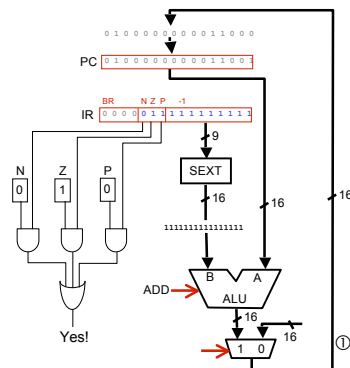 0 1 0 0 0 0 0 0 0 0 0 1 1 0 0 0
PC 0 1 0 0 0 0 0 0 0 0 0 1 1 0 0 1
BR N Z P -1
IR 0 0 0 0 0 1 1 1 1 1 1 1 1 1 1 1
9
N Z P SEXT
0 1 0
16 16 16
1111111111111111
B A
ADD ALU
16
Yes! 1 0 16 ①